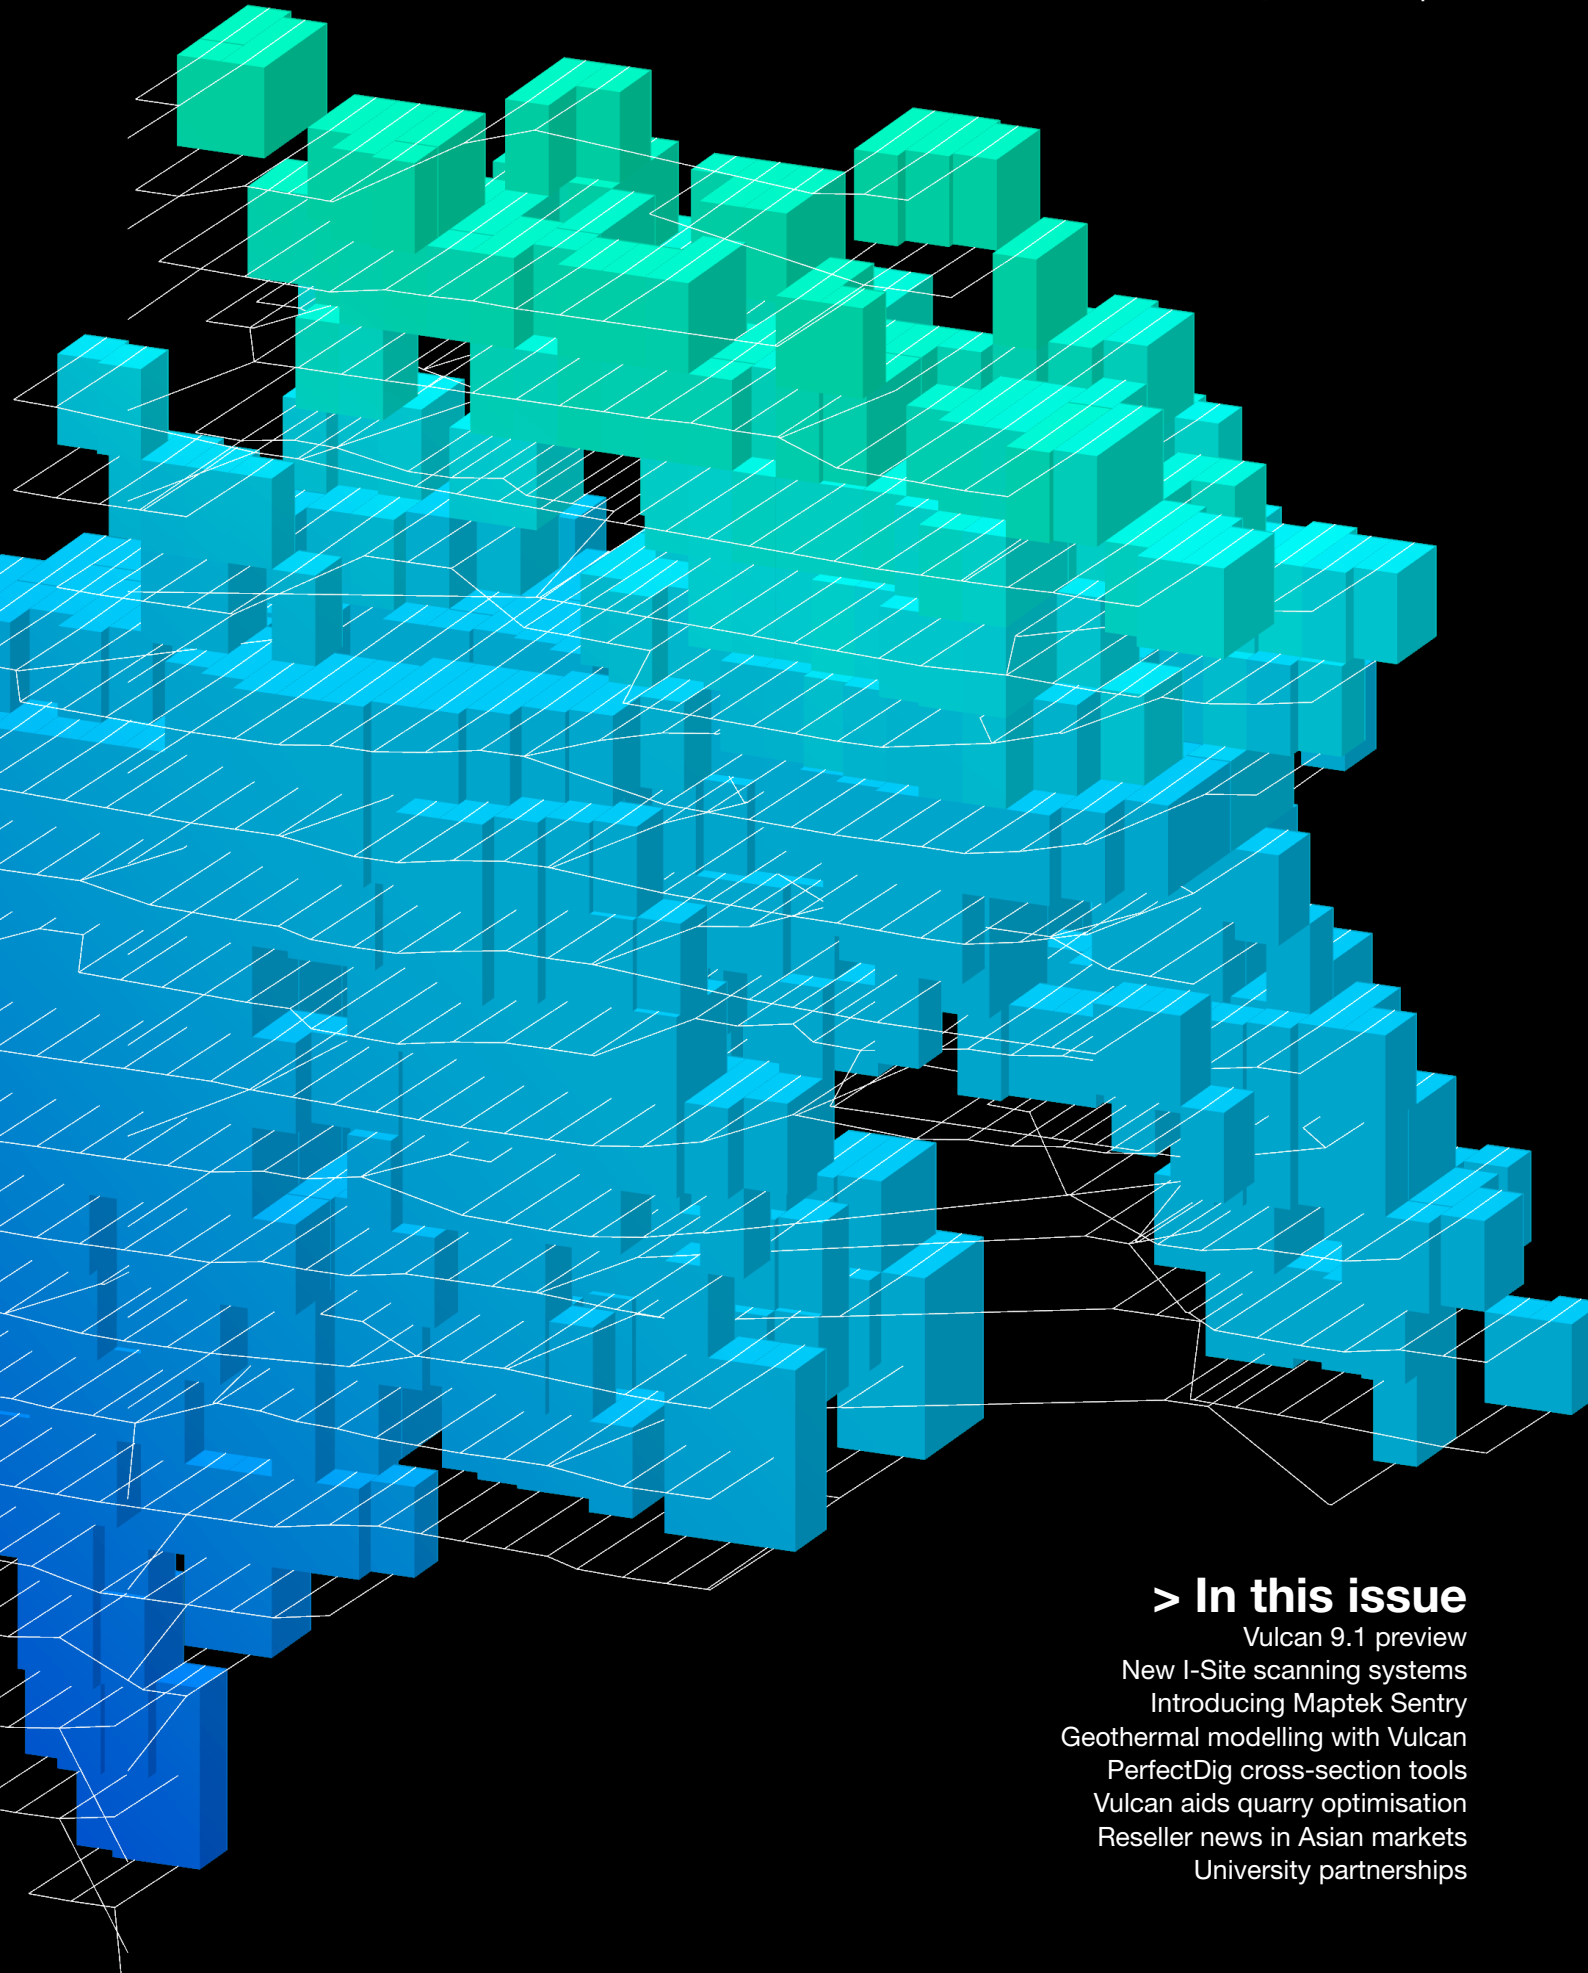 > In this issue
Vulcan 9.1 preview
New I-Site scanning systems
Introducing Maptek Sentry
Geothermal modelling with Vulcan
PerfectDig cross-section tools
Vulcan aids quarry optimisation
Reseller news in Asian markets
University partnerships